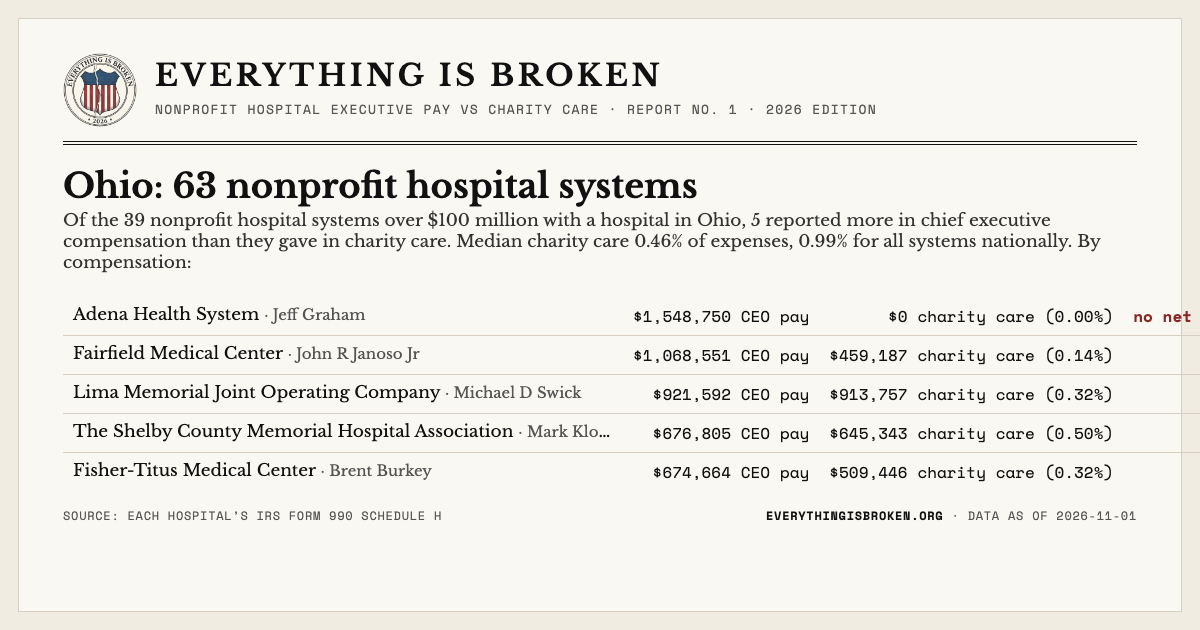 EVERYTHING IS BROKEN
· 2026 ·
EVERYTHING IS BROKEN
NONPROFIT HOSPITAL EXECUTIVE PAY VS CHARITY CARE · REPORT NO. 1 · 2026 EDITION
Ohio: 63 nonprofit hospital systems
Of the 39 nonprofit hospital systems over $100 million with a hospital in Ohio, 5 reported more in chief executive
compensation than they gave in charity care. Median charity care 0.46% of expenses, 0.99% for all systems nationally. By
compensation:
Adena Health System · Jeff Graham $1,548,750 CEO pay $0 charity care (0.00%) no net
Fairfield Medical Center · John R Janoso Jr $1,068,551 CEO pay $459,187 charity care (0.14%)
Lima Memorial Joint Operating Company · Michael D Swick $921,592 CEO pay $913,757 charity care (0.32%)
The Shelby County Memorial Hospital Association · Mark Klo... $676,805 CEO pay $645,343 charity care (0.50%)
Fisher-Titus Medical Center · Brent Burkey $674,664 CEO pay $509,446 charity care (0.32%)
SOURCE: EACH HOSPITAL'S IRS FORM 990 SCHEDULE H EVERYTHINGISBROKEN.ORG · DATA AS OF 2026-11-01